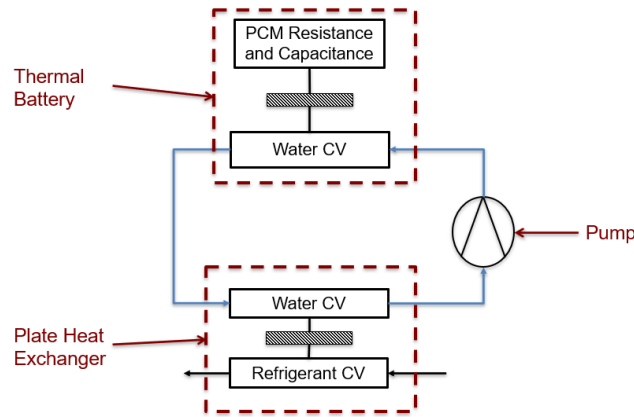 PCM Resistance
and Capacitance
Thermal
Battery
Water CV
Pump
Water CV
Plate Heat
Exchanger
Refrigerant CV